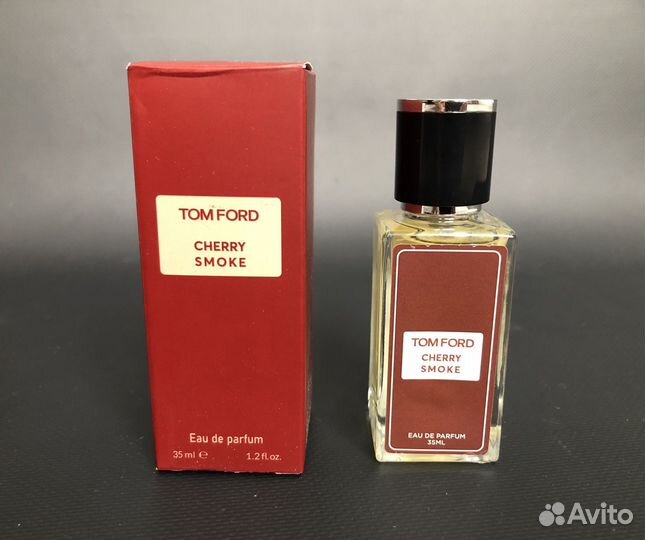 TOM FORD
CHERRY
SMOKE
Eau de parfum
35 ml ℮ 1.2 fl.oz.
TOM FORD
CHERRY
SMOKE
EAU DE PARFUM
35ML
Avito